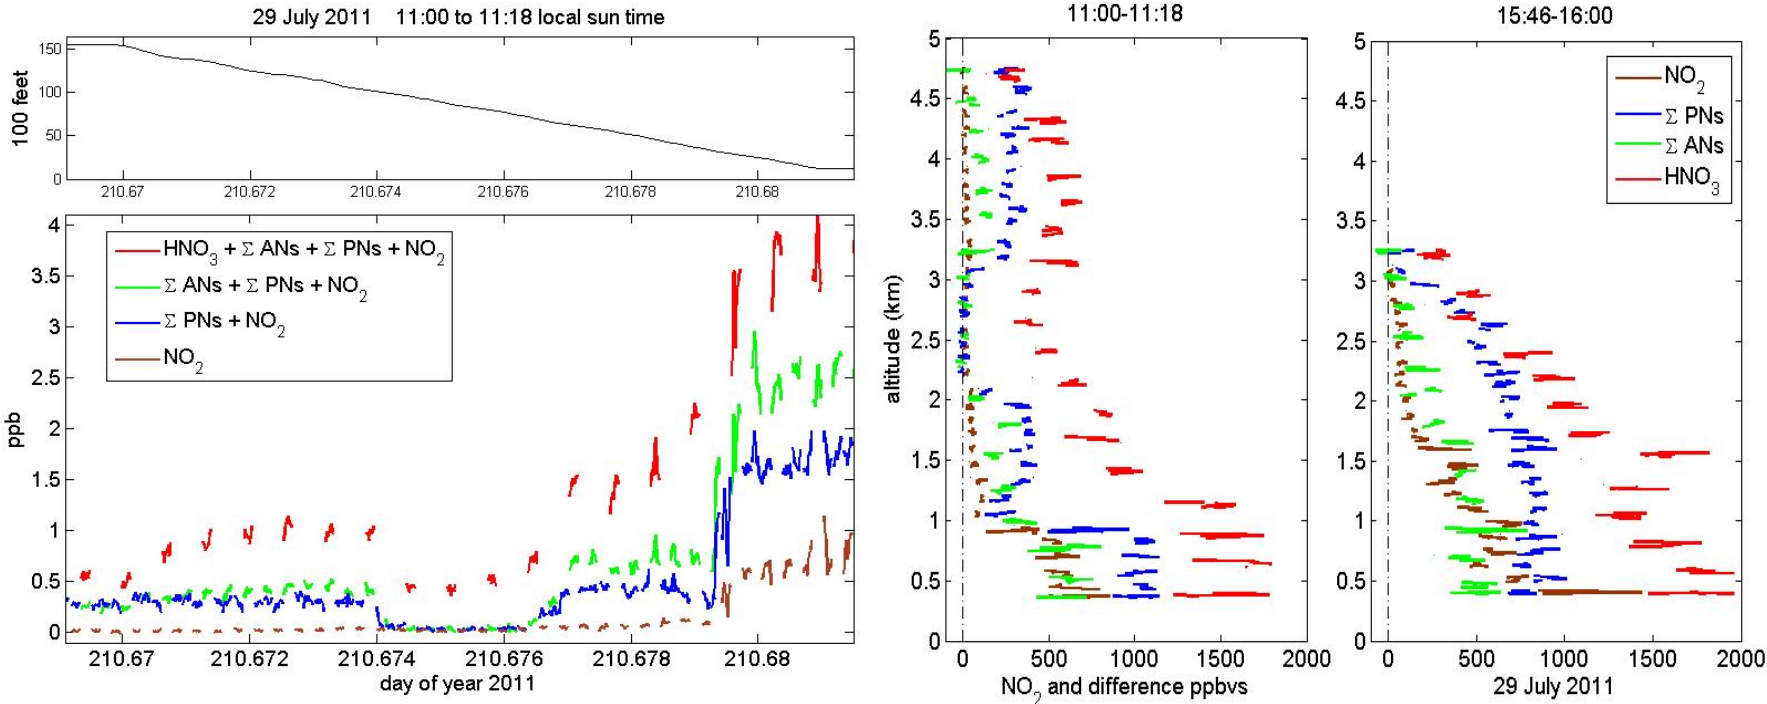 29 July 2011 11:00 to 11:18 local sun time
100 feet
150
100
50
0
210.67 210.672 210.674 210.676 210.678 210.68
ppb
4
3.5
3
2.5
2
1.5
1
0.5
0
HNO3 + Σ ANs + Σ PNs + NO2
Σ ANs + Σ PNs + NO2
Σ PNs + NO2
NO2
210.67 210.672 210.674 210.676 210.678 210.68
day of year 2011
11:00-11:18
altitude (km)
5
4.5
4
3.5
3
2.5
2
1.5
1
0.5
0
0 500 1000 1500 2000
NO2 and difference ppbvs
15:46-16:00
5
4.5
4
3.5
3
2.5
2
1.5
1
0.5
0
NO2
Σ PNs
Σ ANs
HNO3
0 500 1000 1500 2000
29 July 2011